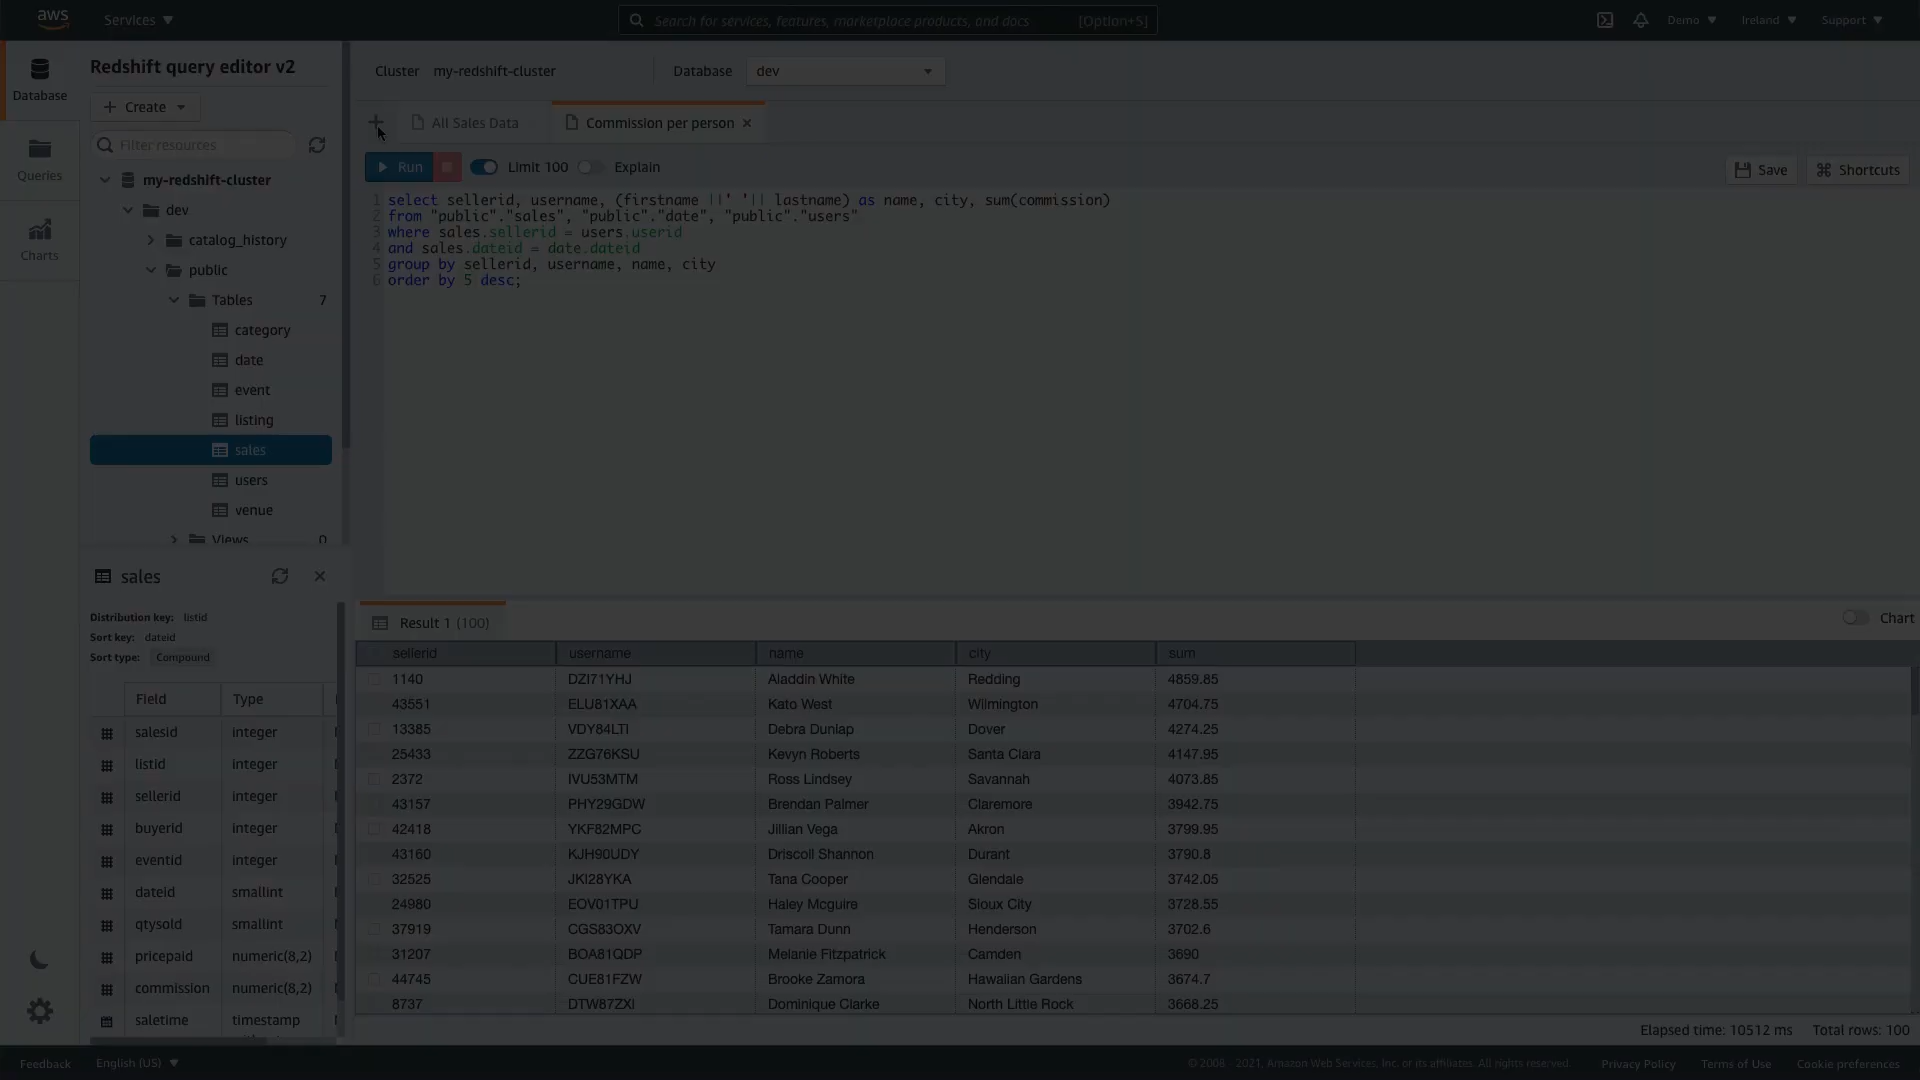 aws
Services
Search for services, features, marketplace products, and docs [Option+S]
Demo
Ireland
Support
Database
Queries
Charts
Redshift query editor v2
Create
Filter resources
my-redshift-cluster
dev
catalog_history
public
Tables 7
category
date
event
listing
sales
users
venue
Views 0
sales
Distribution key: listid
Sort key: dateid
Sort type: Compound
Field Type
salesid integer
listid integer
sellerid integer
buyerid integer
eventid integer
dateid smallint
qtysold smallint
pricepaid numeric(8,2)
commission numeric(8,2)
saletime timestamp
Cluster my-redshift-cluster Database dev
All Sales Data
Commission per person
Run
Limit 100
Explain
Save
Shortcuts
1 select sellerid, username, (firstname ||' '|| lastname) as name, city, sum(commission)
2 from "public"."sales", "public"."date", "public"."users"
3 where sales.sellerid = users.userid
4 and sales.dateid = date.dateid
5 group by sellerid, username, name, city
6 order by 5 desc;
Result 1 (100)
Chart
sellerid username name city sum
1140 DZI71YHJ Aladdin White Redding 4859.85
43551 ELU81XAA Kato West Wilmington 4704.75
13385 VDY84LTI Debra Dunlap Dover 4274.25
25433 ZZG76KSU Kevyn Roberts Santa Clara 4147.95
2372 IVU53MTM Ross Lindsey Savannah 4073.85
43157 PHY29GDW Brendan Palmer Claremore 3942.75
42418 YKF82MPC Jillian Vega Akron 3799.95
43160 KJH90UDY Driscoll Shannon Durant 3790.8
32525 JKI28YKA Tana Cooper Glendale 3742.05
24980 EOV01TPU Haley Mcguire Sioux City 3728.55
37919 CGS83OXV Tamara Dunn Henderson 3702.6
31207 BOA81QDP Melanie Fitzpatrick Camden 3690
44745 CUE81FZW Brooke Zamora Hawaiian Gardens 3674.7
8737 DTW87ZXI Dominique Clarke North Little Rock 3668.25
Elapsed time: 10512 ms Total rows: 100
Feedback
English (US)
© 2008 - 2021, Amazon Web Services, Inc. or its affiliates. All rights reserved.
Privacy Policy
Terms of Use
Cookie preferences